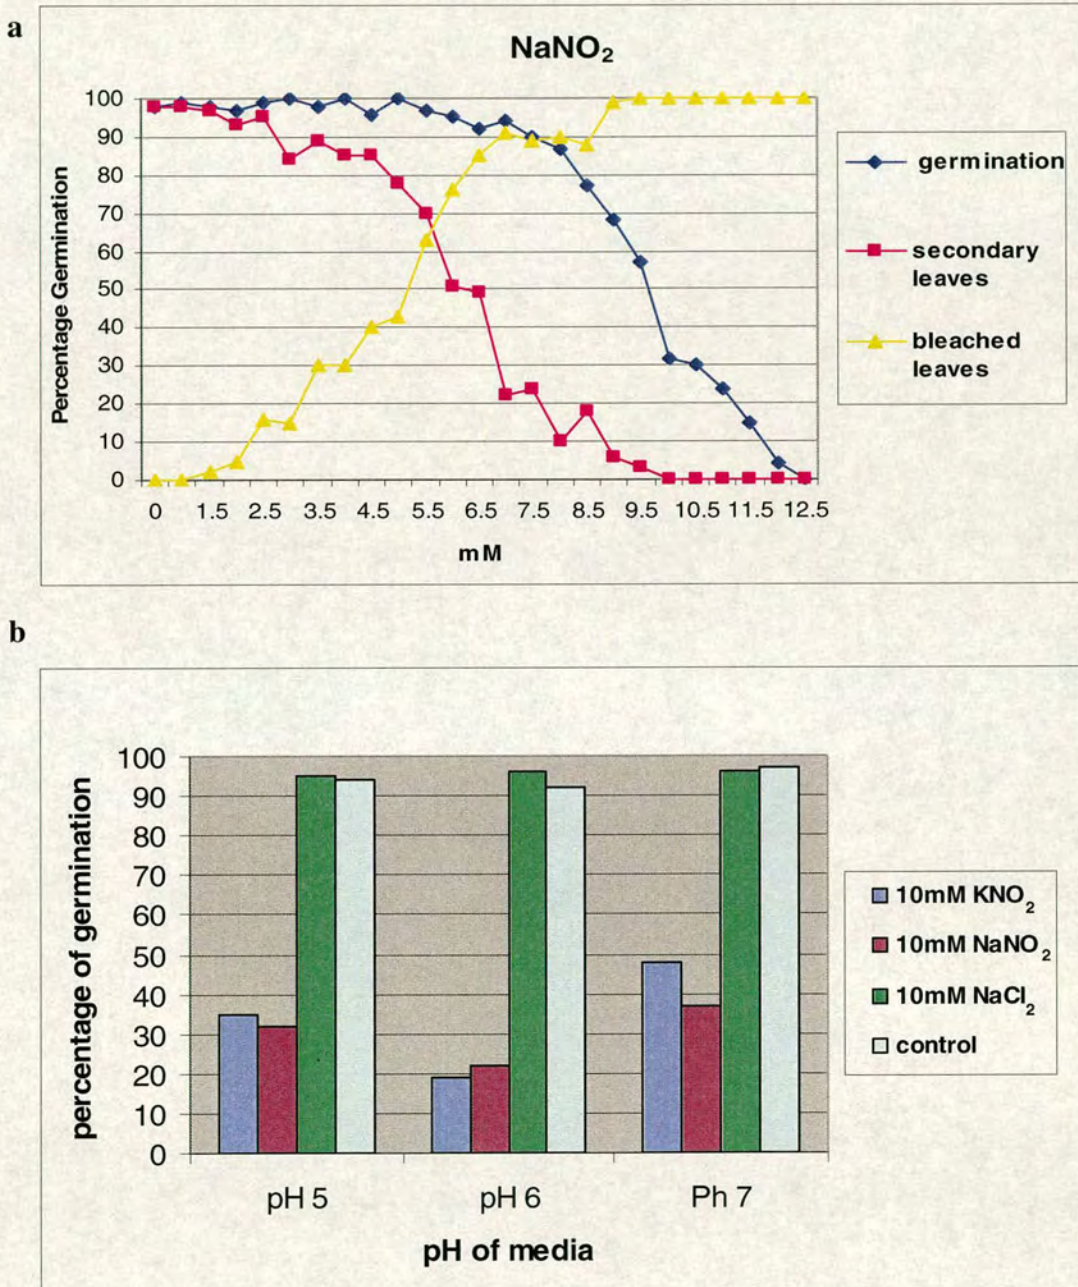 a
NaNO₂
Percentage Germination
100
90
80
70
60
50
40
30
20
10
0
0 1.5 2.5 3.5 4.5 5.5 6.5 7.5 8.5 9.5 10.5 11.5 12.5
mM
germination
secondary
leaves
bleached
leaves
b
percentage of germination
100
90
80
70
60
50
40
30
20
10
0
pH 5 pH 6 Ph 7
pH of media
10mM KNO₂
10mM NaNO₂
10mM NaCl₂
control